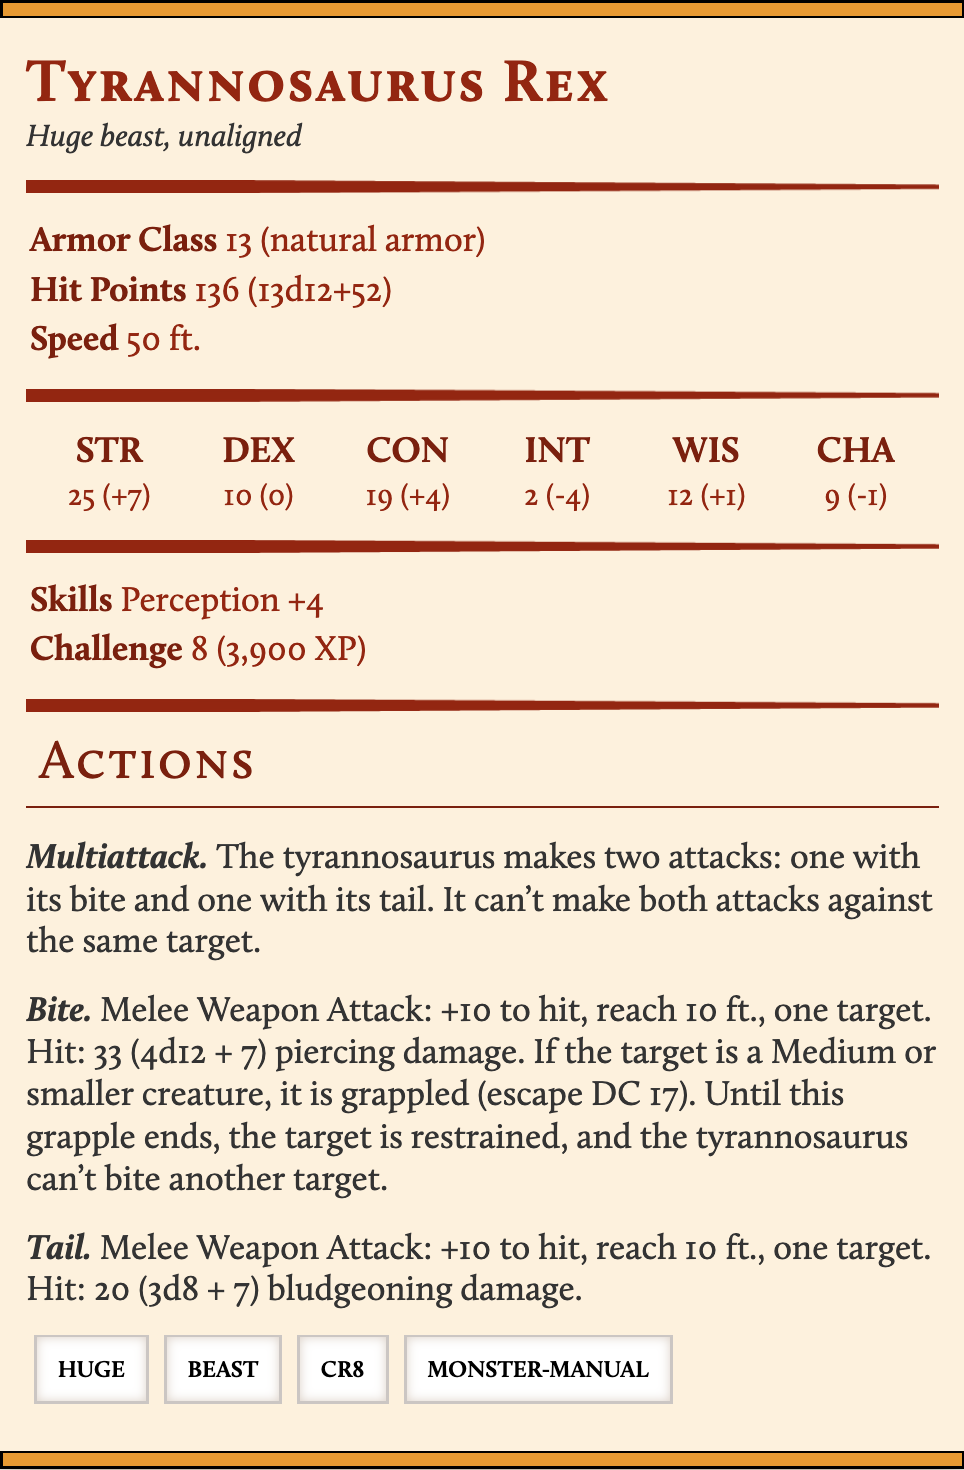 Tyrannosaurus Rex
Huge beast, unaligned
Armor Class 13 (natural armor)
Hit Points 136 (13d12+52)
Speed 50 ft.
STR DEX CON INT WIS CHA
25 (+7) 10 (0) 19 (+4) 2 (-4) 12 (+1) 9 (-1)
Skills Perception +4
Challenge 8 (3,900 XP)
Actions
Multiattack. The tyrannosaurus makes two attacks: one with
its bite and one with its tail. It can’t make both attacks against
the same target.
Bite. Melee Weapon Attack: +10 to hit, reach 10 ft., one target.
Hit: 33 (4d12 + 7) piercing damage. If the target is a Medium or
smaller creature, it is grappled (escape DC 17). Until this
grapple ends, the target is restrained, and the tyrannosaurus
can’t bite another target.
Tail. Melee Weapon Attack: +10 to hit, reach 10 ft., one target.
Hit: 20 (3d8 + 7) bludgeoning damage.
HUGE BEAST CR8 MONSTER-MANUAL